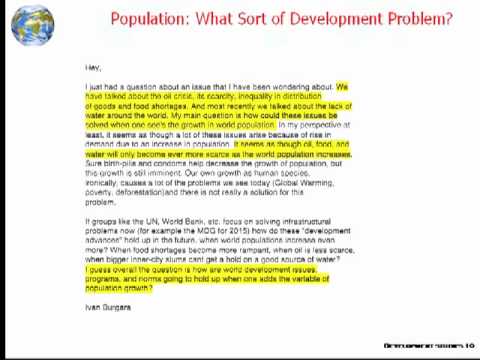 Population: What Sort of Development Problem?
Hey,
I just had a question about an issue that I have been wondering about. We
have talked about the oil crisis, its scarcity, inequality in distribution
of goods and food shortages. And most recently we talked about the lack of
water around the world. My main question is how could these issues be
solved when one see's the growth in world population. In my perspective at
least, it seems as though a lot of these issues arise because of rise in
demand due to an increase in population. It seems as though oil, food, and
water will only become ever more scarce as the world population increases.
Sure birth-pills and condoms help decrease the growth of population, but
this growth is still imminent. Our own growth as human species,
ironically, causes a lot of the problems we see today (Global Warming,
poverty, deforestation)and there is not really a solution for this
problem.
If groups like the UN, World Bank, etc. focus on solving infrastructural
problems now (for example the MDG for 2015) how do these "development
advances" hold up in the future, when world populations increase even
more? When food shortages become more rampant, when oil is less scarce,
when bigger inner-city slums cant get a hold on a good source of water?
I guess overall the question is how are world development issues,
programs, and norms going to hold up when one adds the variable of
population growth?
Ivan Burgara
Development studies 10